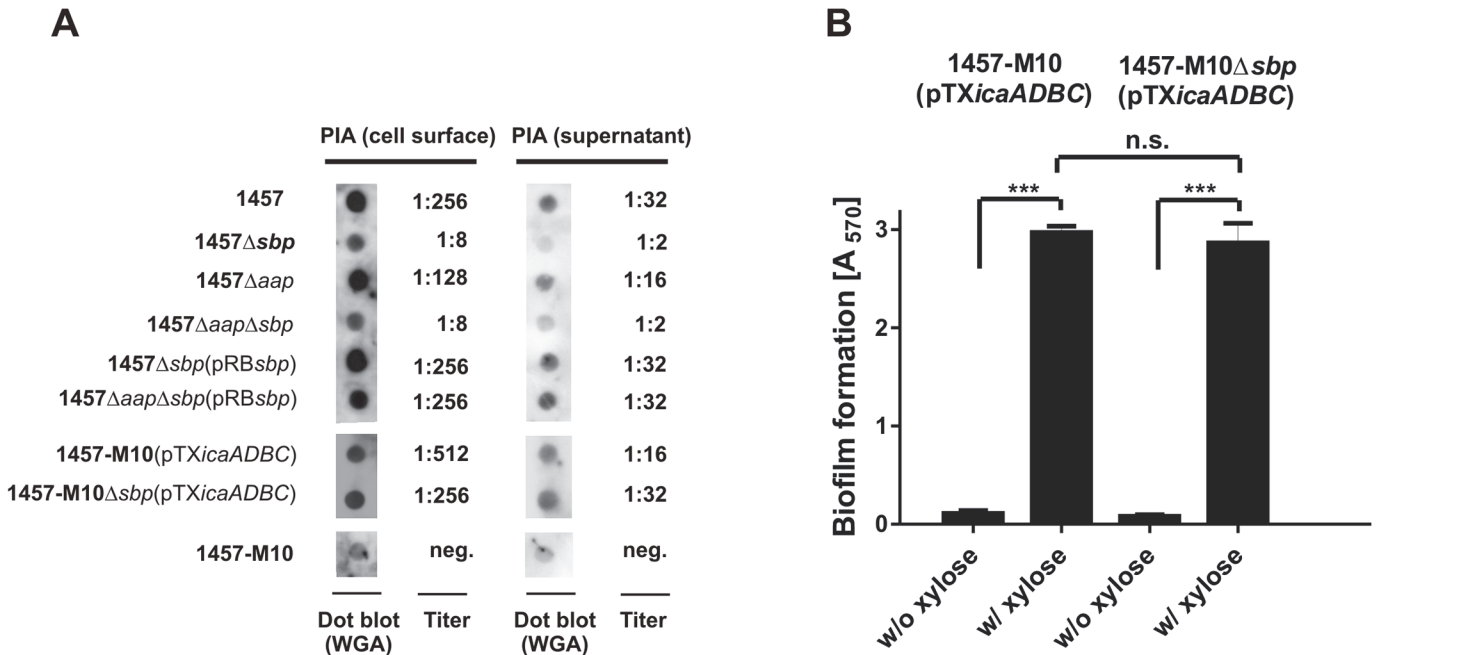 A
PIA (cell surface) PIA (supernatant)
1457 1:256 1:32
1457Δsbp 1:8 1:2
1457Δaap 1:128 1:16
1457ΔaapΔsbp 1:8 1:2
1457Δsbp(pRBsbp) 1:256 1:32
1457ΔaapΔsbp(pRBsbp) 1:256 1:32
1457-M10(pTXicaADBC) 1:512 1:16
1457-M10Δsbp(pTXicaADBC) 1:256 1:32
1457-M10 neg. neg.
Dot blot Titer Dot blot Titer
(WGA) (WGA)
B
1457-M10 1457-M10Δsbp
(pTXicaADBC) (pTXicaADBC)
n.s.
*** ***
Biofilm formation [A 570]
3
2
1
0
w/o xylose
w/ xylose
w/o xylose
w/ xylose